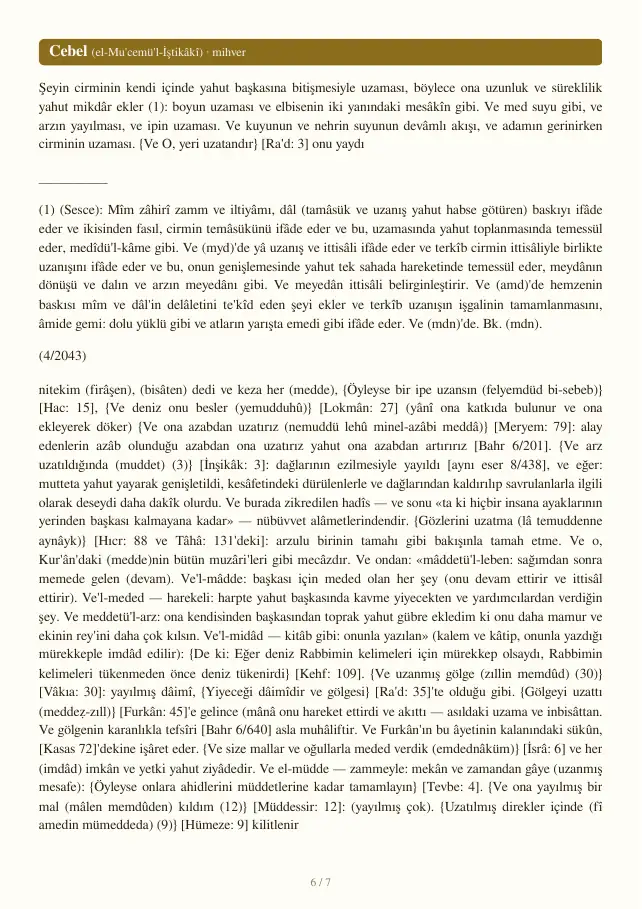 Cebel (el-Mu'cemü'l-İştikâkî) · mihver
Şeyin cirminin kendi içinde yahut başkasına bitişmesiyle uzaması, böylece ona uzunluk ve süreklilik
yahut mikdâr ekler (1): boyun uzaması ve elbisenin iki yanındaki mesâkîn gibi. Ve med suyu gibi, ve
arzın yayılması, ve ipin uzaması. Ve kuyunun ve nehrin suyunun devâmlı akışı, ve adamın gerinirken
cirminin uzaması. {Ve O, yeri uzatandır} [Ra'd: 3] onu yaydı
__________
(1) (Sesce): Mîm zâhirî zamm ve iltiyâmı, dâl (tamâsük ve uzanış yahut habse götüren) baskıyı ifâde
eder ve ikisinden fasıl, cirmin temâsükünü ifâde eder ve bu, uzamasında yahut toplanmasında temessül
eder, medîdü'l-kâme gibi. Ve (myd)'de yâ uzanış ve ittisâli ifâde eder ve terkîb cirmin ittisâliyle birlikte
uzanışını ifâde eder ve bu, onun genişlemesinde yahut tek sahada hareketinde temessül eder, meydânın
dönüşü ve dalın ve arzın meyedânı gibi. Ve meyedân ittisâli belirginleştirir. Ve (amd)'de hemzenin
baskısı mîm ve dâl'in delâletini te'kîd eden şeyi ekler ve terkîb uzanışın işgalinin tamamlanmasını,
âmide gemi: dolu yüklü gibi ve atların yarışta emedi gibi ifâde eder. Ve (mdn)'de. Bk. (mdn).
(4/2043)
nitekim (firâşen), (bisâten) dedi ve keza her (medde), {Öyleyse bir ipe uzansın (felyemdüd bi-sebeb)}
[Hac: 15], {Ve deniz onu besler (yemudduhû)} [Lokmân: 27] (yânî ona katkıda bulunur ve ona
ekleyerek döker) {Ve ona azabdan uzatırız (nemuddü lehû minel-azâbi meddâ)} [Meryem: 79]: alay
edenlerin azâb olunduğu azabdan ona uzatırız yahut ona azabdan artırırız [Bahr 6/201]. {Ve arz
uzatıldığında (muddet) (3)} [İnşikâk: 3]: dağlarının ezilmesiyle yayıldı [aynı eser 8/438], ve eğer:
mutteta yahut yayarak genişletildi, kesâfetindeki dürülenlerle ve dağlarından kaldırılıp savrulanlarla ilgili
olarak deseydi daha dakîk olurdu. Ve burada zikredilen hadîs — ve sonu «ta ki hiçbir insana ayaklarının
yerinden başkası kalmayana kadar» — nübüvvet alâmetlerindendir. {Gözlerini uzatma (lâ temuddenne
aynâyk)} [Hıcr: 88 ve Tâhâ: 131'deki]: arzulu birinin tamahı gibi bakışınla tamah etme. Ve o,
Kur'ân'daki (medde)nin bütün muzâri'leri gibi mecâzdır. Ve ondan: «mâddetü'l-leben: sağımdan sonra
memede gelen (devam). Ve'l-mâdde: başkası için meded olan her şey (onu devam ettirir ve ittisâl
ettirir). Ve'l-meded — harekeli: harpte yahut başkasında kavme yiyecekten ve yardımcılardan verdiğin
şey. Ve meddetü'l-arz: ona kendisinden başkasından toprak yahut gübre ekledim ki onu daha mamur ve
ekinin rey'ini daha çok kılsın. Ve'l-midâd — kitâb gibi: onunla yazılan» (kalem ve kâtip, onunla yazdığı
mürekkeple imdâd edilir): {De ki: Eğer deniz Rabbimin kelimeleri için mürekkep olsaydı, Rabbimin
kelimeleri tükenmeden önce deniz tükenirdi} [Kehf: 109]. {Ve uzanmış gölge (zıllin memdûd) (30)}
[Vâkıa: 30]: yayılmış dâimî, {Yiyeceği dâimîdir ve gölgesi} [Ra'd: 35]'te olduğu gibi. {Gölgeyi uzattı
(meddeẓ-zıll)} [Furkân: 45]'e gelince (mânâ onu hareket ettirdi ve akıttı — asıldaki uzama ve inbisâttan.
Ve gölgenin karanlıkla tefsîri [Bahr 6/640] asla muhâliftir. Ve Furkân'ın bu âyetinin kalanındaki sükûn,
[Kasas 72]'dekine işâret eder. {Ve size mallar ve oğullarla meded verdik (emdednâküm)} [İsrâ: 6] ve her
(imdâd) imkân ve yetki yahut ziyâdedir. Ve el-müdde — zammeyle: mekân ve zamandan gâye (uzanmış
mesafe): {Öyleyse onlara ahidlerini müddetlerine kadar tamamlayın} [Tevbe: 4]. {Ve ona yayılmış bir
mal (mâlen memdûden) kıldım (12)} [Müddessir: 12]: (yayılmış çok). {Uzatılmış direkler içinde (fî
amedin mümeddeda) (9)} [Hümeze: 9] kilitlenir
6 / 7